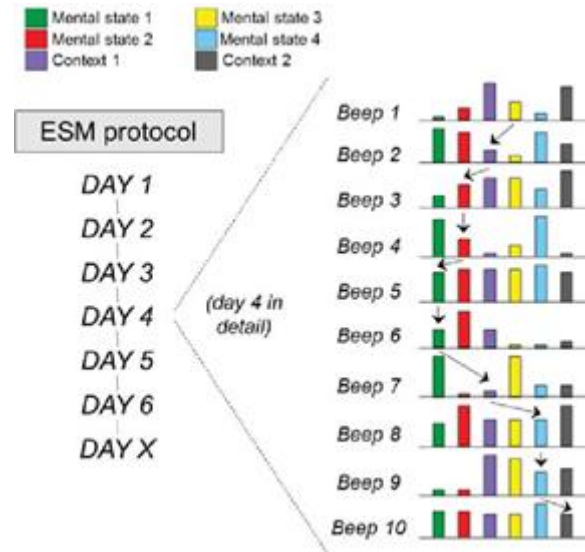 Mental state 1
Mental state 3
Mental state 2
Mental state 4
Context 1
Context 2
ESM protocol
DAY 1
DAY 2
DAY 3
DAY 4
DAY 5
DAY 6
DAY X
(day 4 in
detail)
Beep 1
Beep 2
Beep 3
Beep 4
Beep 5
Beep 6
Beep 7
Beep 8
Beep 9
Beep 10